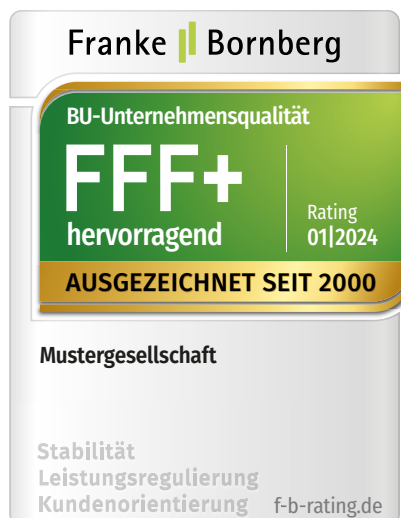 Franke Bornberg
BU-Unternehmensqualität
FFF+
hervorragend
Rating
01|2024
AUSGEZEICHNET SEIT 2000
Mustergesellschaft
Stabilität
Leistungsregulierung
Kundenorientierung
f-b-rating.de